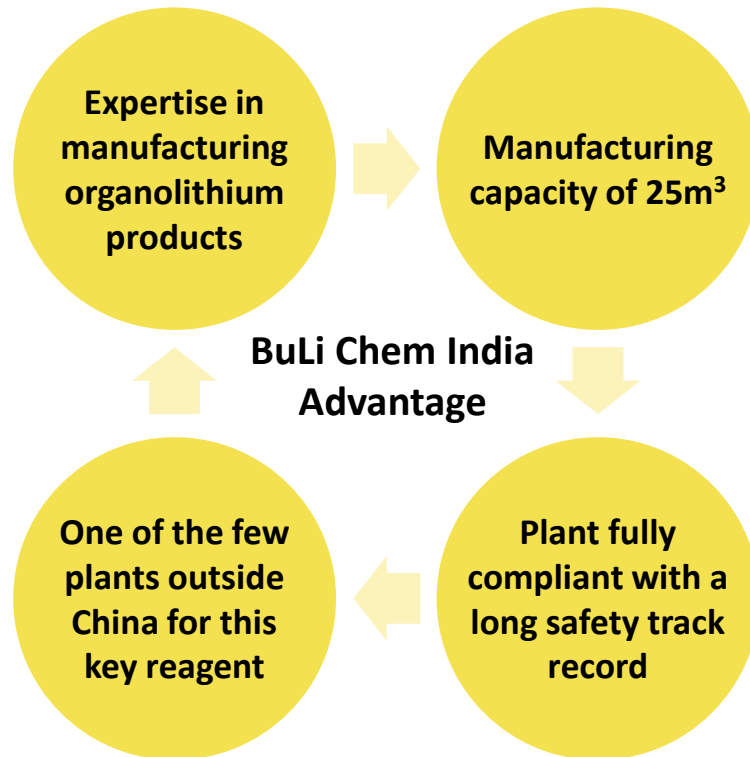 Expertise in
manufacturing
organolithium
products
Manufacturing
capacity of 25m³
BuLi Chem India
Advantage
One of the few
plants outside
China for this
key reagent
Plant fully
compliant with a
long safety track
record